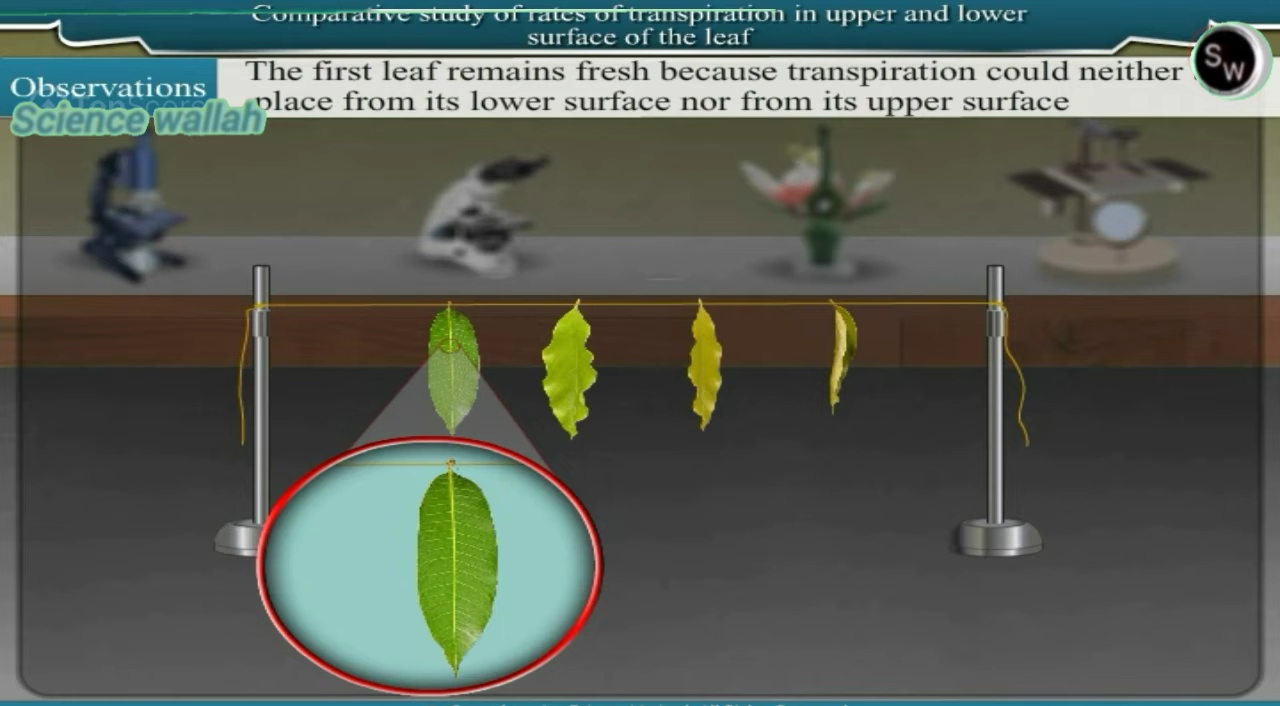 Comparative study of rates of transpiration in upper and lower
surface of the leaf
Observations
The first leaf remains fresh because transpiration could neither
place from its lower surface nor from its upper surface
Science wallah
SW